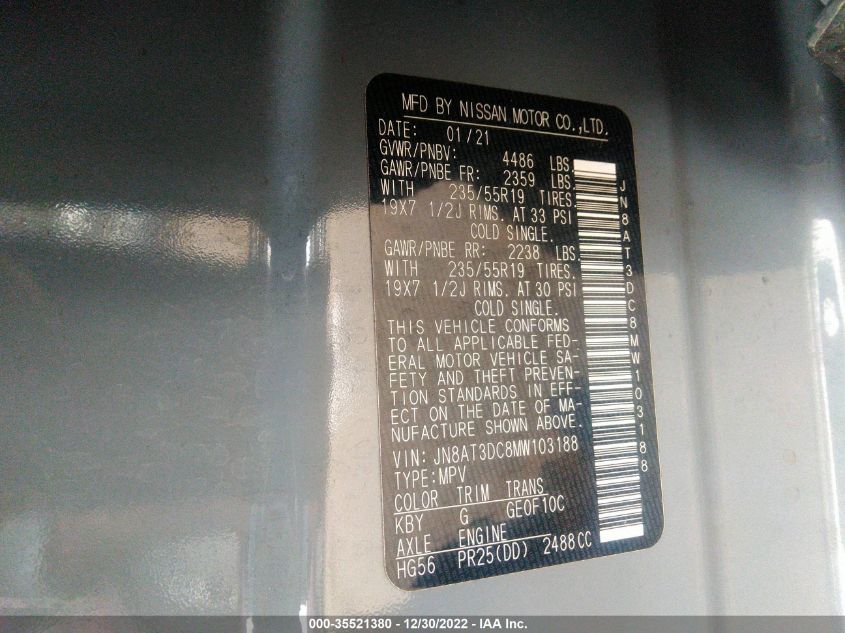 MFD BY NISSAN MOTOR CO.,LTD.
DATE: 01/21
GVWR/PNBV: 4486 LBS.
GAWR/PNBE FR: 2359 LBS.
WITH 235/55R19 TIRES.
19X7 1/2J RIMS. AT 33 PSI
COLD SINGLE.
GAWR/PNBE RR: 2238 LBS.
WITH 235/55R19 TIRES.
19X7 1/2J RIMS. AT 30 PSI
COLD SINGLE.
THIS VEHICLE CONFORMS
TO ALL APPLICABLE FED-
ERAL MOTOR VEHICLE SA-
FETY AND THEFT PREVEN-
TION STANDARDS IN EFF-
ECT ON THE DATE OF MA-
NUFACTURE SHOWN ABOVE.
VIN: JN8AT3DC8MW103188
TYPE:MPV
COLOR TRIM TRANS
KBY G GE0F10C
AXLE ENGINE
HG56 PR25(DD) 2488CC
JN8AT3DC8MW103188
000-35521380 - 12/30/2022 - IAA Inc.